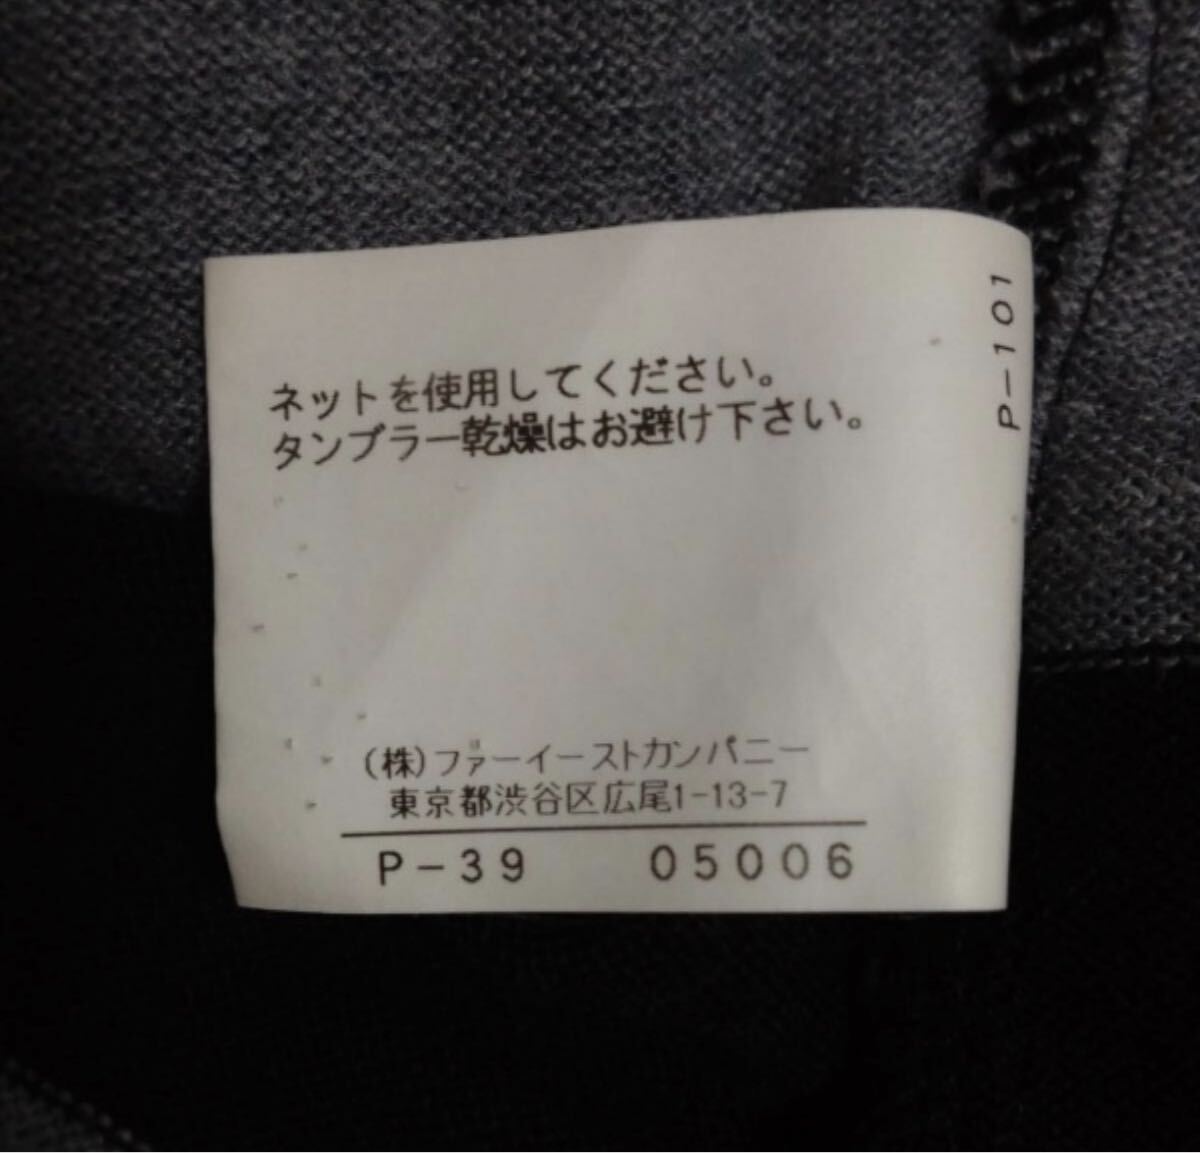 ネットを使用してください。
タンブラー乾燥はお避け下さい。
P-101
(株)ファーイーストカンパニー
東京都渋谷区広尾1-13-7
P-39 05006